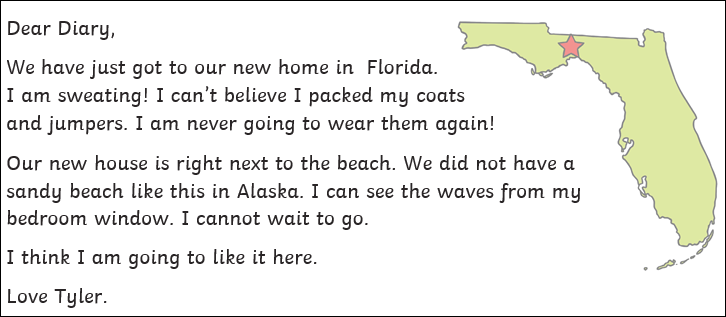 Dear Diary,
We have just got to our new home in Florida.
I am sweating! I can't believe I packed my coats
and jumpers. I am never going to wear them again!
Our new house is right next to the beach. We did not have a
sandy beach like this in Alaska. I can see the waves from my
bedroom window. I cannot wait to go.
I think I am going to like it here.
Love Tyler.